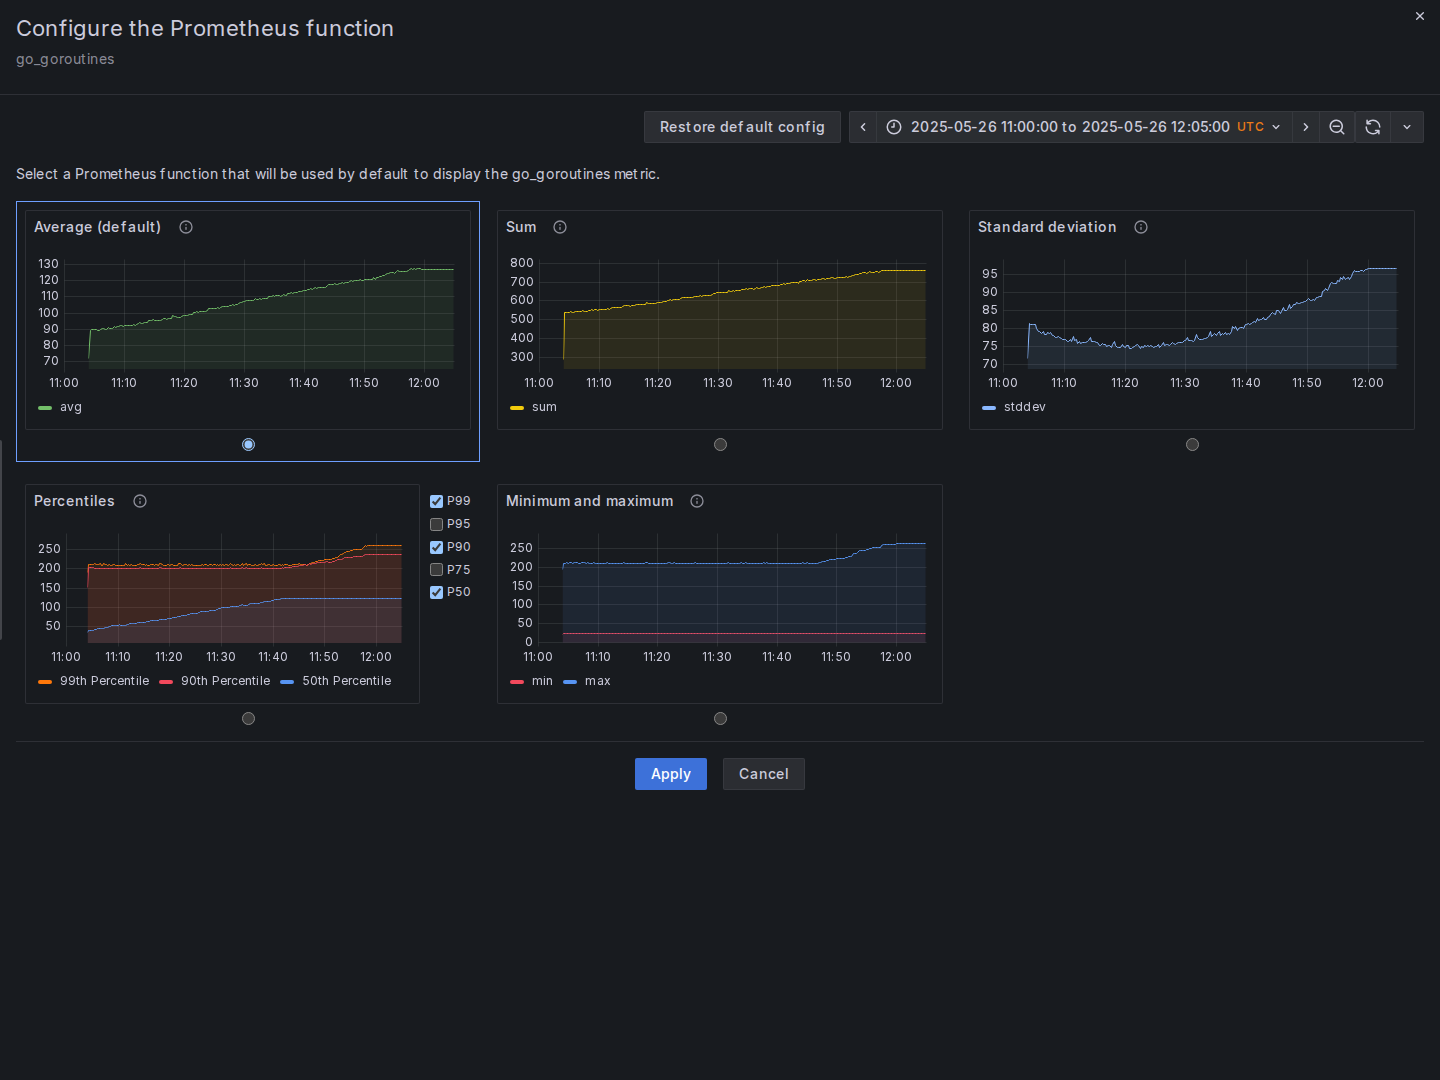 Configure the Prometheus function
go_goroutines
Restore default config
2025-05-26 11:00:00 to 2025-05-26 12:05:00 UTC
Select a Prometheus function that will be used by default to display the go_goroutines metric.
Average (default)
130
120
110
100
90
80
70
11:00 11:10 11:20 11:30 11:40 11:50 12:00
avg
Sum
800
700
600
500
400
300
11:00 11:10 11:20 11:30 11:40 11:50 12:00
sum
Standard deviation
95
90
85
80
75
70
11:00 11:10 11:20 11:30 11:40 11:50 12:00
stddev
Percentiles
250
200
150
100
50
11:00 11:10 11:20 11:30 11:40 11:50 12:00
99th Percentile 90th Percentile 50th Percentile
P99
P95
P90
P75
P50
Minimum and maximum
250
200
150
100
50
0
11:00 11:10 11:20 11:30 11:40 11:50 12:00
min max
Apply Cancel